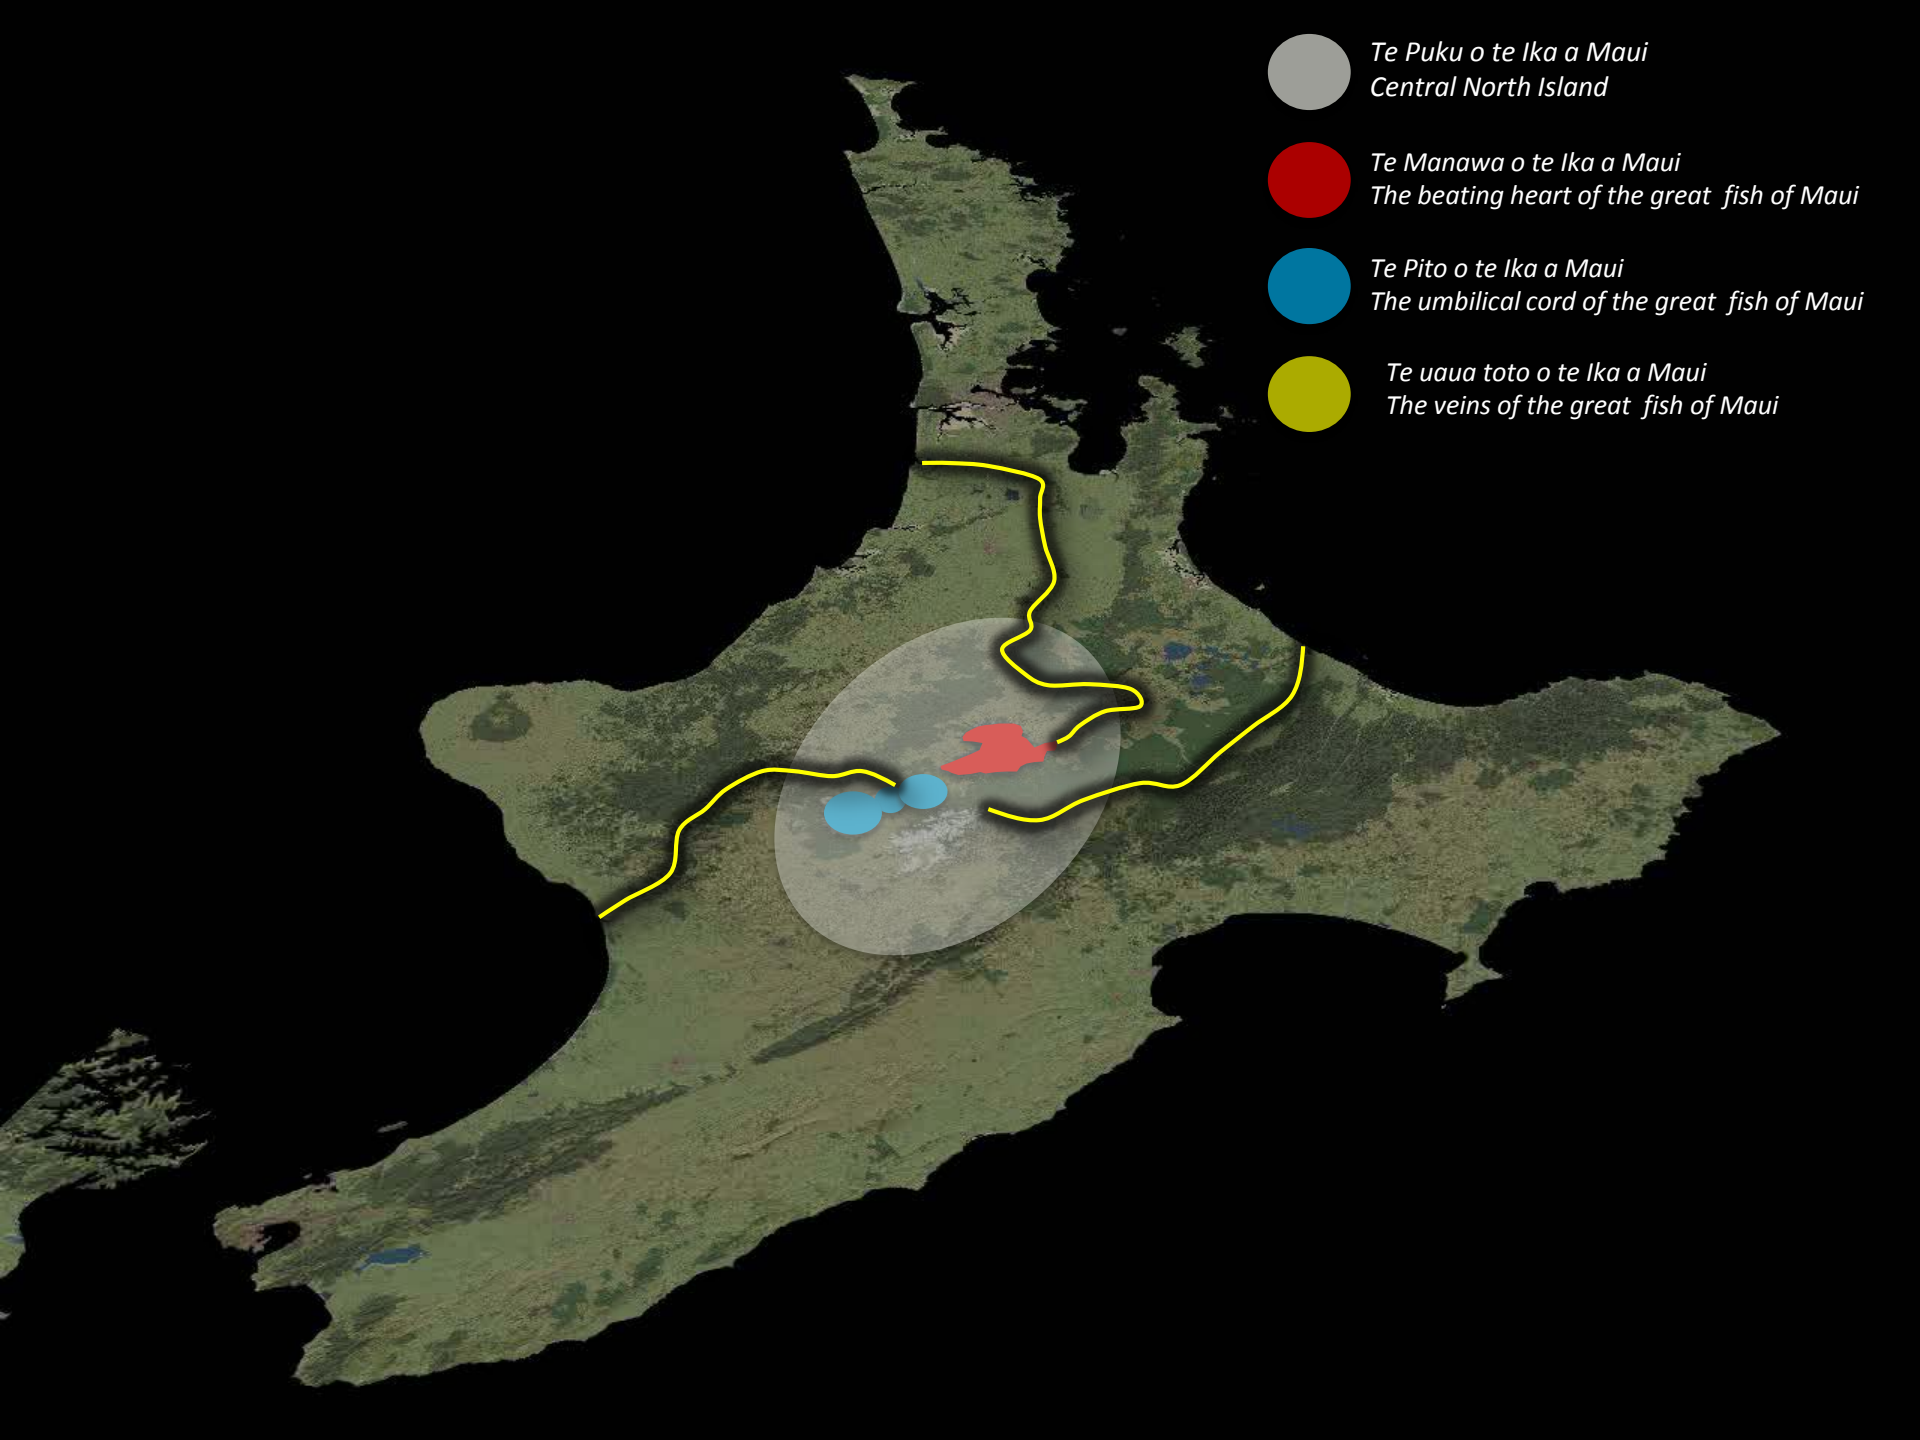 Te Puku o te Ika a Maui
Central North Island
Te Manawa o te Ika a Maui
The beating heart of the great fish of Maui
Te Pito o te Ika a Maui
The umbilical cord of the great fish of Maui
Te uaua toto o te Ika a Maui
The veins of the great fish of Maui